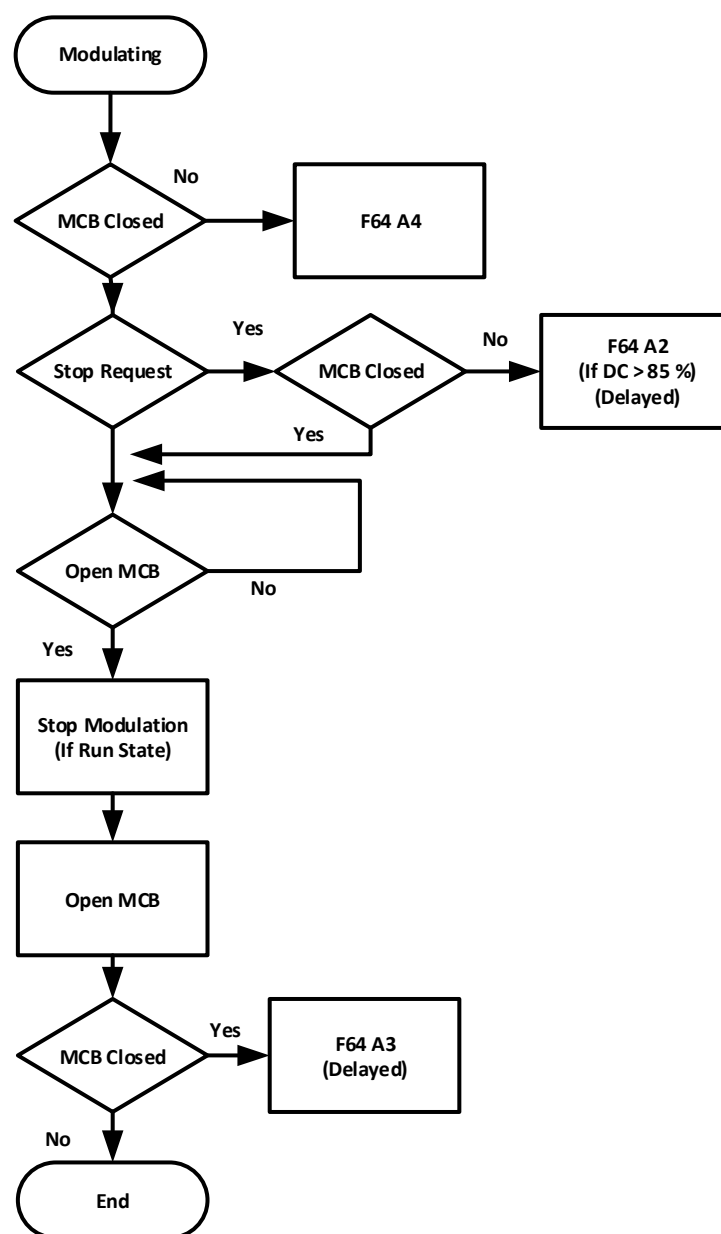 Modulating
No
MCB Closed
F64 A4
Yes
No
Stop Request
MCB Closed
F64 A2
(If DC > 85 %)
(Delayed)
Yes
Open MCB
No
Yes
Stop Modulation
(If Run State)
Open MCB
MCB Closed
Yes
F64 A3
(Delayed)
No
End